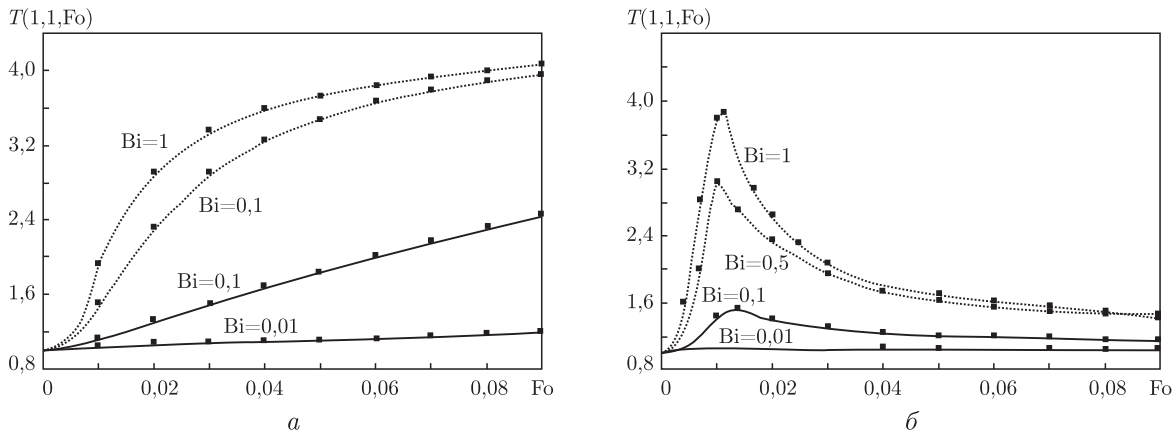 T(1,1,Fo)
4,0
3,2
2,4
1,6
0,8
Bi=1
Bi=0,1
Bi=0,1
Bi=0,01
0
0,02
0,04
0,06
0,08
Fo
а
T(1,1,Fo)
4,0
3,2
2,4
1,6
0,8
Bi=1
Bi=0,5
Bi=0,1
Bi=0,01
0
0,02
0,04
0,06
0,08
Fo
б